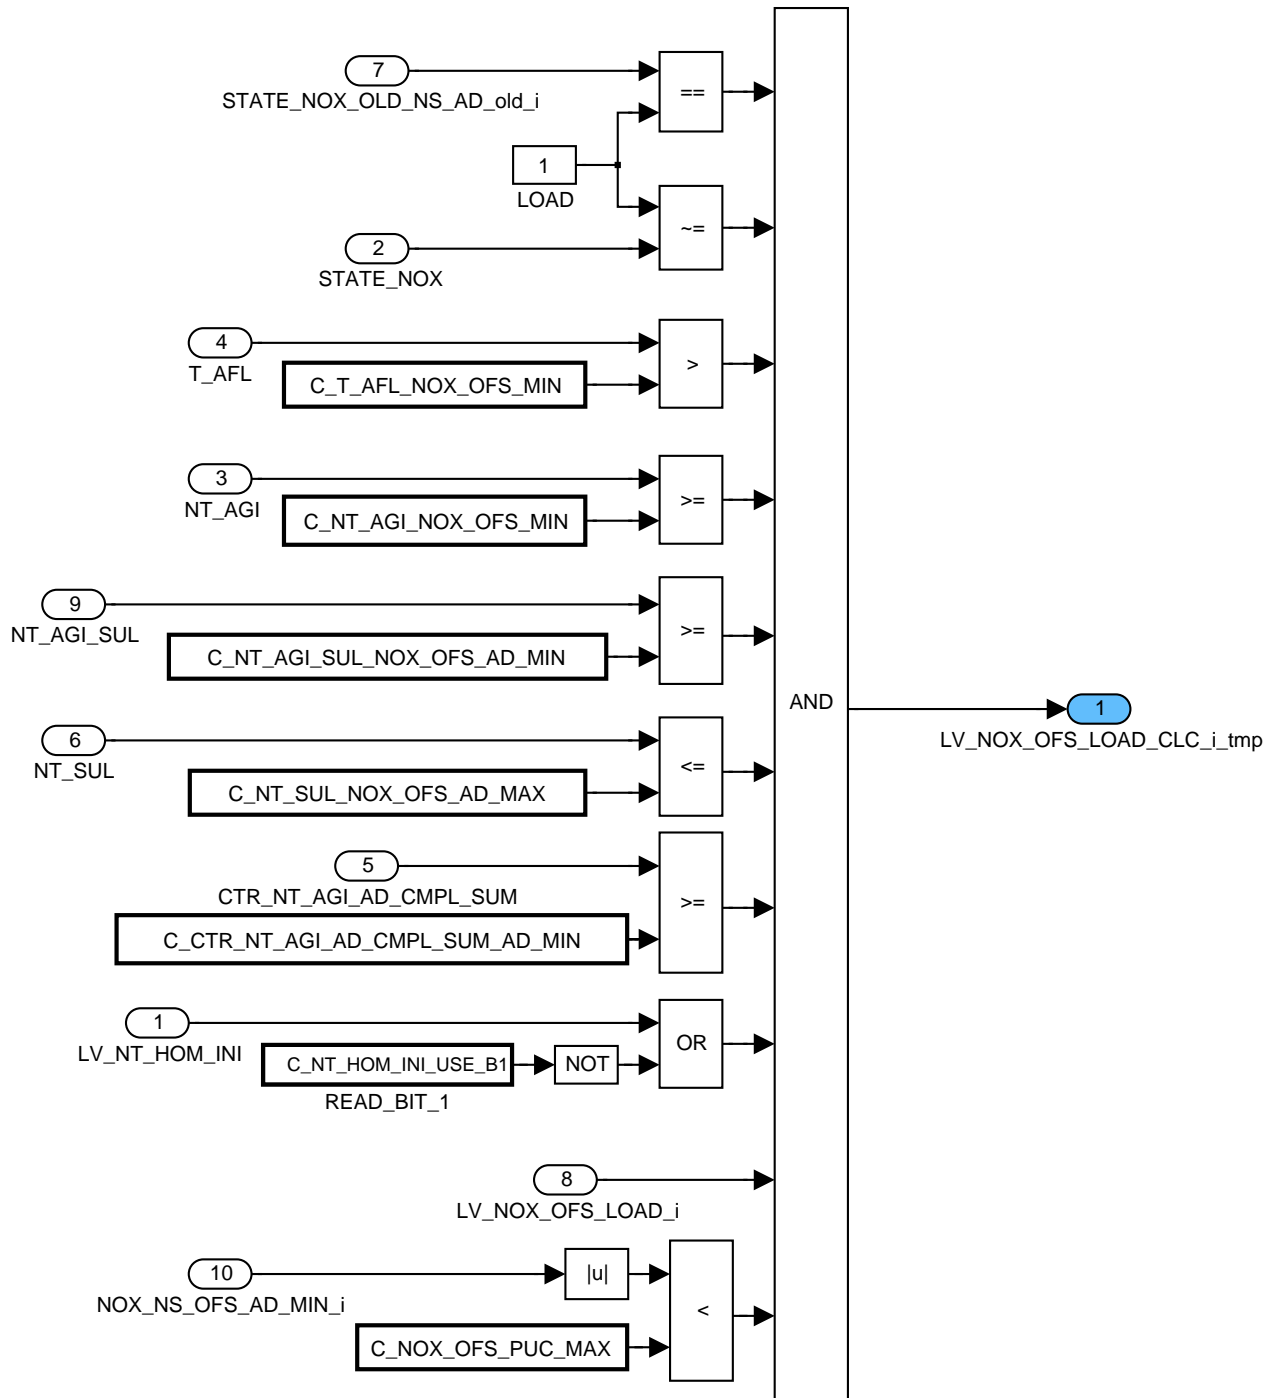 7
STATE_NOX_OLD_NS_AD_old_i
==
1
LOAD
~=
2
STATE_NOX
4
T_AFL
C_T_AFL_NOX_OFS_MIN
>
3
NT_AGI
C_NT_AGI_NOX_OFS_MIN
>=
9
NT_AGI_SUL
C_NT_AGI_SUL_NOX_OFS_AD_MIN
>=
AND
1
LV_NOX_OFS_LOAD_CLC_i_tmp
6
NT_SUL
C_NT_SUL_NOX_OFS_AD_MAX
<=
5
CTR_NT_AGI_AD_CMPL_SUM
C_CTR_NT_AGI_AD_CMPL_SUM_AD_MIN
>=
1
LV_NT_HOM_INI
C_NT_HOM_INI_USE_B1
READ_BIT_1
NOT
OR
8
LV_NOX_OFS_LOAD_i
10
NOX_NS_OFS_AD_MIN_i
|u|
C_NOX_OFS_PUC_MAX
<